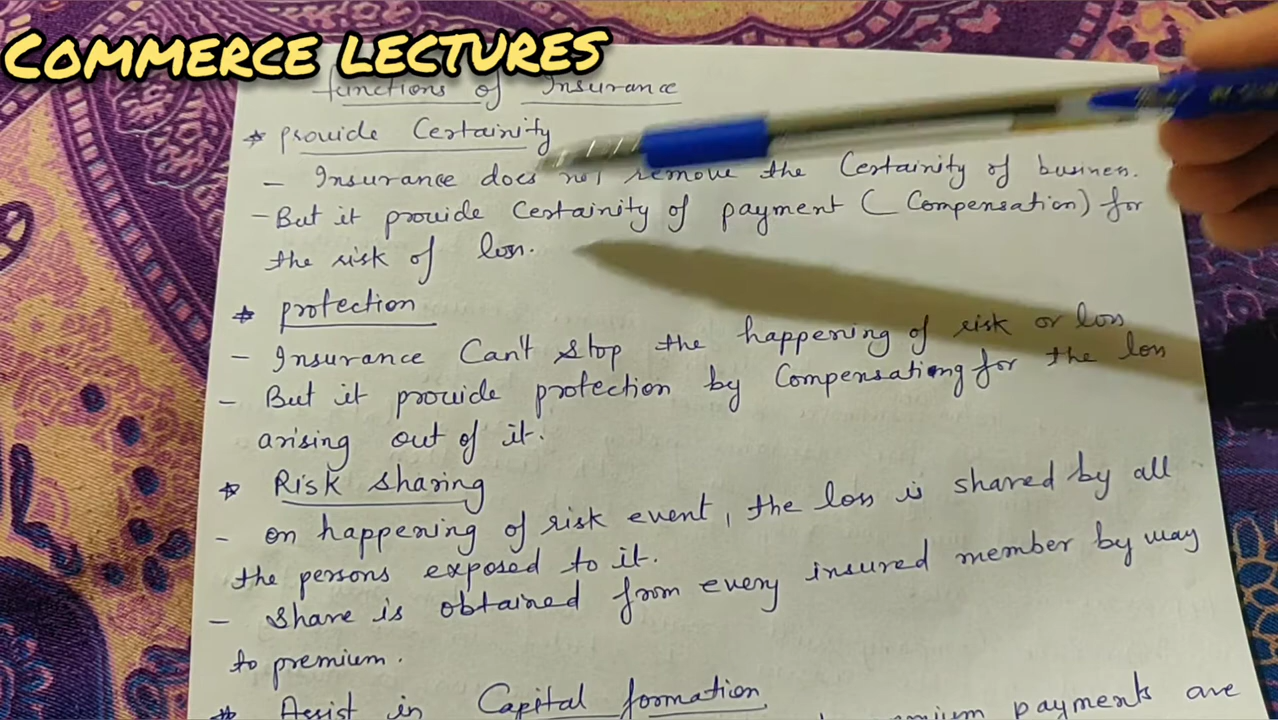 COMMERCE LECTURES
functions of Insurance
* provide Certainity
- Insurance does not remove the Certainity of business.
- But it provide Certainity of payment ( Compensation) for
the risk of loss.
* protection
- Insurance Can't stop the happening of risk or loss
- But it provide protection by Compensationg for the loss
arising out of it.
* Risk sharing
- on happening of risk event, the loss is shared by all
the persons exposed to it.
- share is obtained from every insured member by way
to premium.
* Assist in Capital formation
payments are